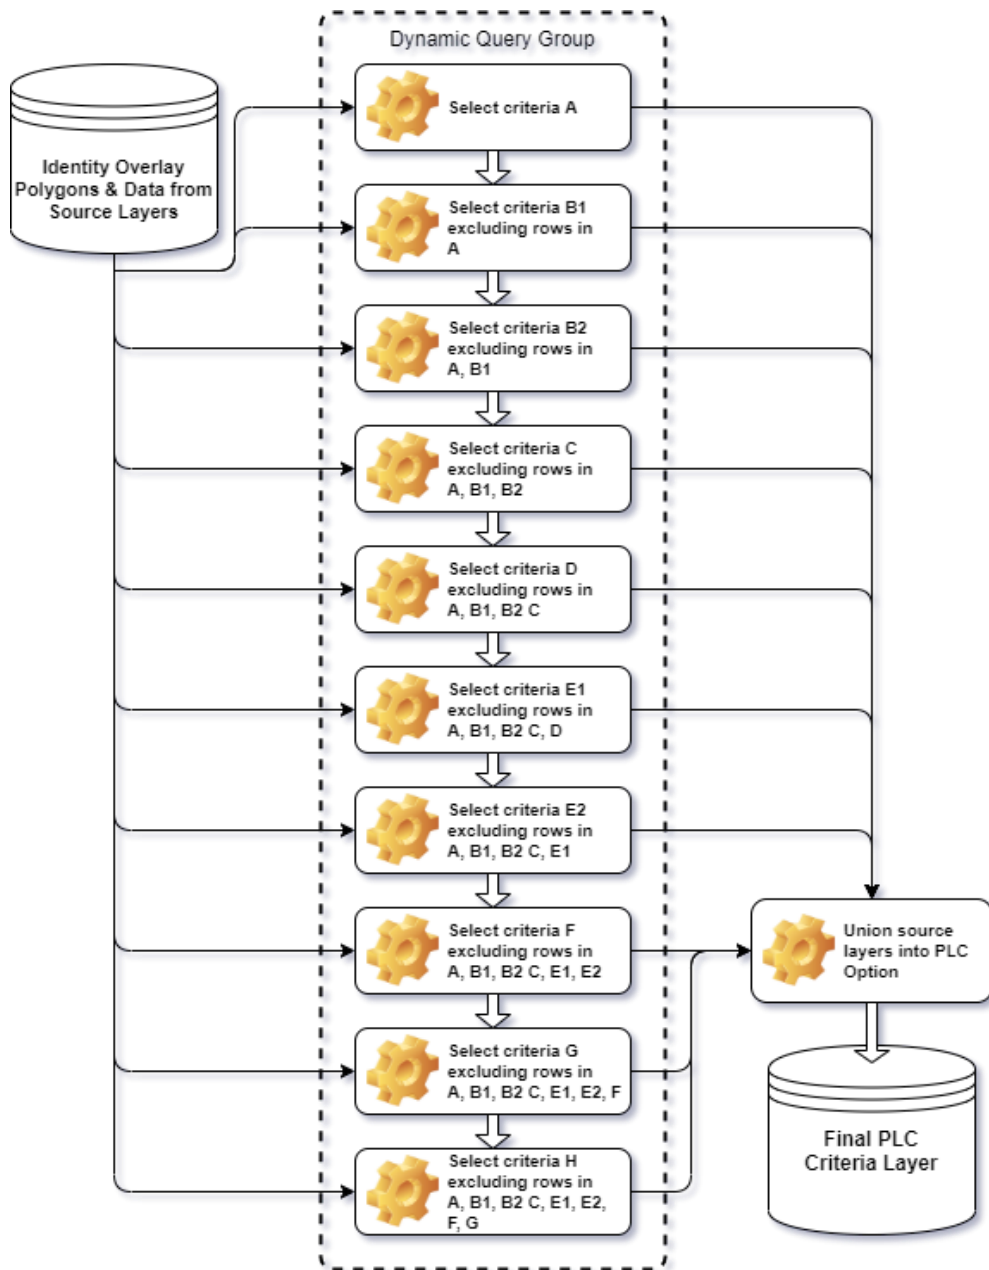 Dynamic Query Group
Identity Overlay
Polygons & Data from
Source Layers
Select criteria A
Select criteria B1
excluding rows in
A
Select criteria B2
excluding rows in
A, B1
Select criteria C
excluding rows in
A, B1, B2
Select criteria D
excluding rows in
A, B1, B2 C
Select criteria E1
excluding rows in
A, B1, B2 C, D
Select criteria E2
excluding rows in
A, B1, B2 C, E1
Select criteria F
excluding rows in
A, B1, B2 C, E1, E2
Select criteria G
excluding rows in
A, B1, B2 C, E1, E2, F
Select criteria H
excluding rows in
A, B1, B2 C, E1, E2,
F, G
Union source
layers into PLC
Option
Final PLC
Criteria Layer